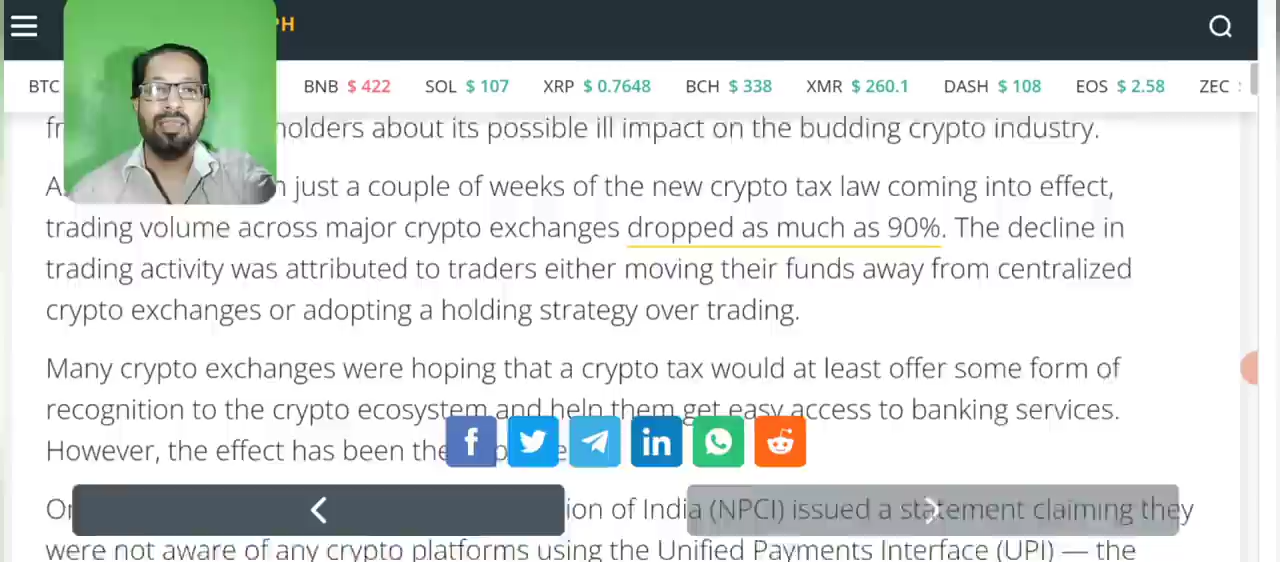 PH
BTC BNB $ 422 SOL $ 107 XRP $ 0.7648 BCH $ 338 XMR $ 260.1 DASH $ 108 EOS $ 2.58 ZEC
holders about its possible ill impact on the budding crypto industry.
just a couple of weeks of the new crypto tax law coming into effect,
trading volume across major crypto exchanges dropped as much as 90%. The decline in
trading activity was attributed to traders either moving their funds away from centralized
crypto exchanges or adopting a holding strategy over trading.
Many crypto exchanges were hoping that a crypto tax would at least offer some form of
recognition to the crypto ecosystem and help them get easy access to banking services.
However, the effect has been the
ion of India (NPCI) issued a statement claiming they
were not aware of any crypto platforms using the Unified Payments Interface (UPI) — the